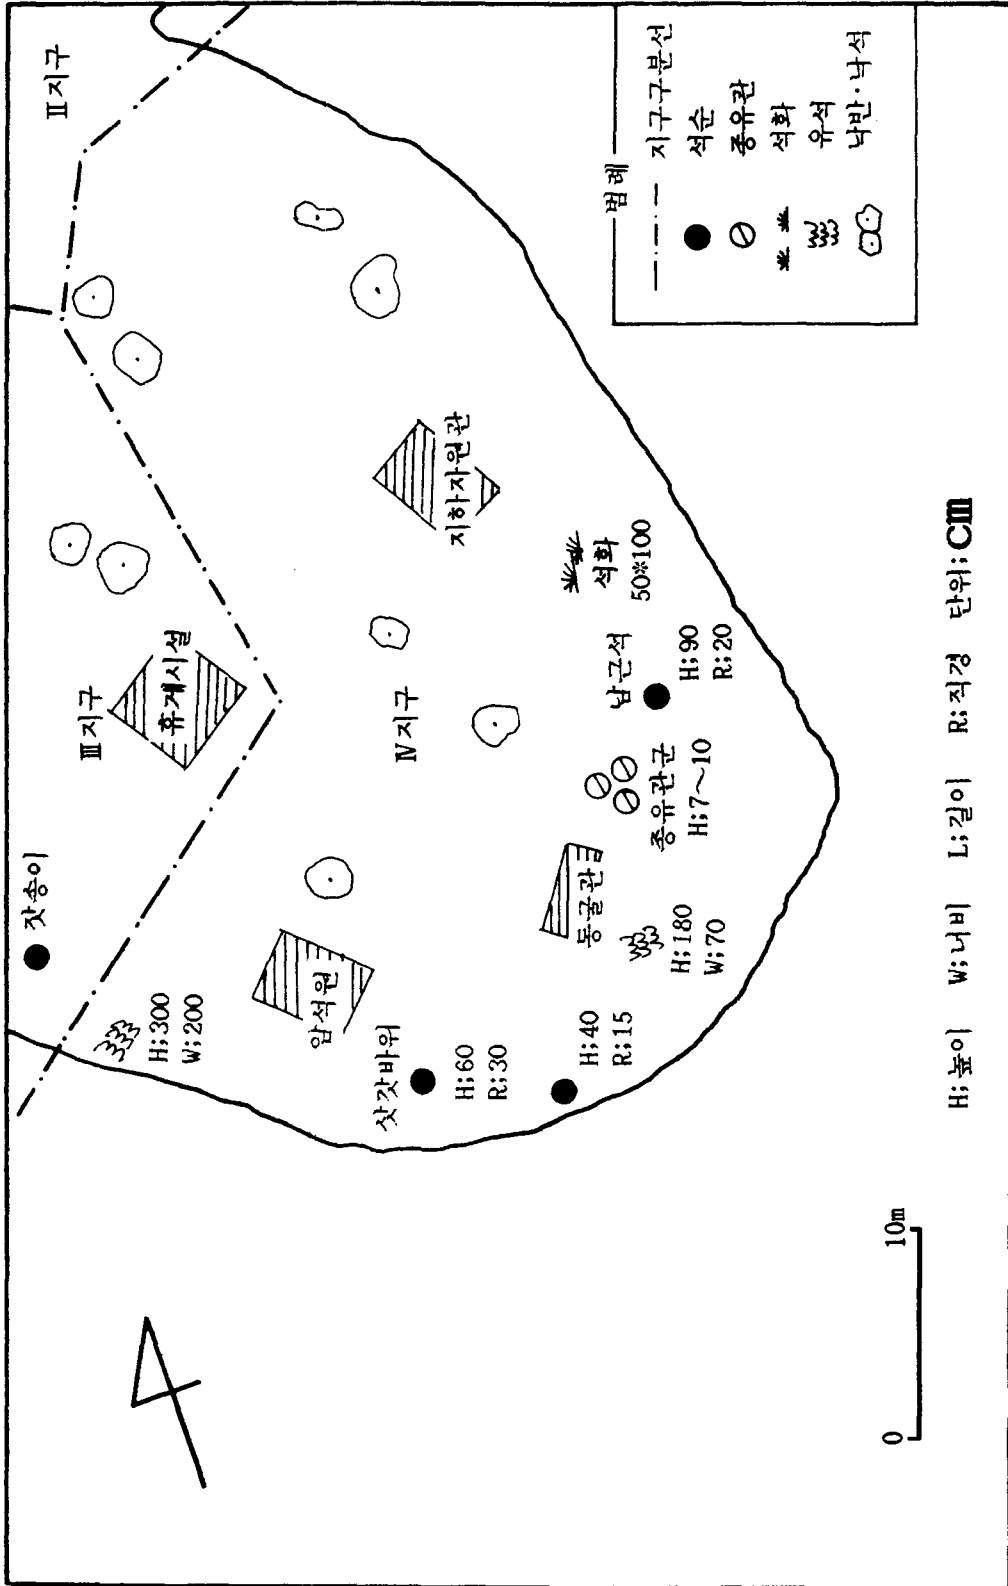 Ⅱ지구
Ⅲ지구
휴게시설
잣송이
H;300
W;200
암석원
삿갓바위
H;60
R;30
H;40
R;15
Ⅳ지구
지하자원관
석화
50*100
남근석
H;90
R;20
종유관군
H;7~10
동굴관
H;180
W;70
범례
지구구분선
석순
종유관
석화
유석
낙반·낙석
0 10m
H;높이 W;너비 L;길이 R;직경 단위;cm